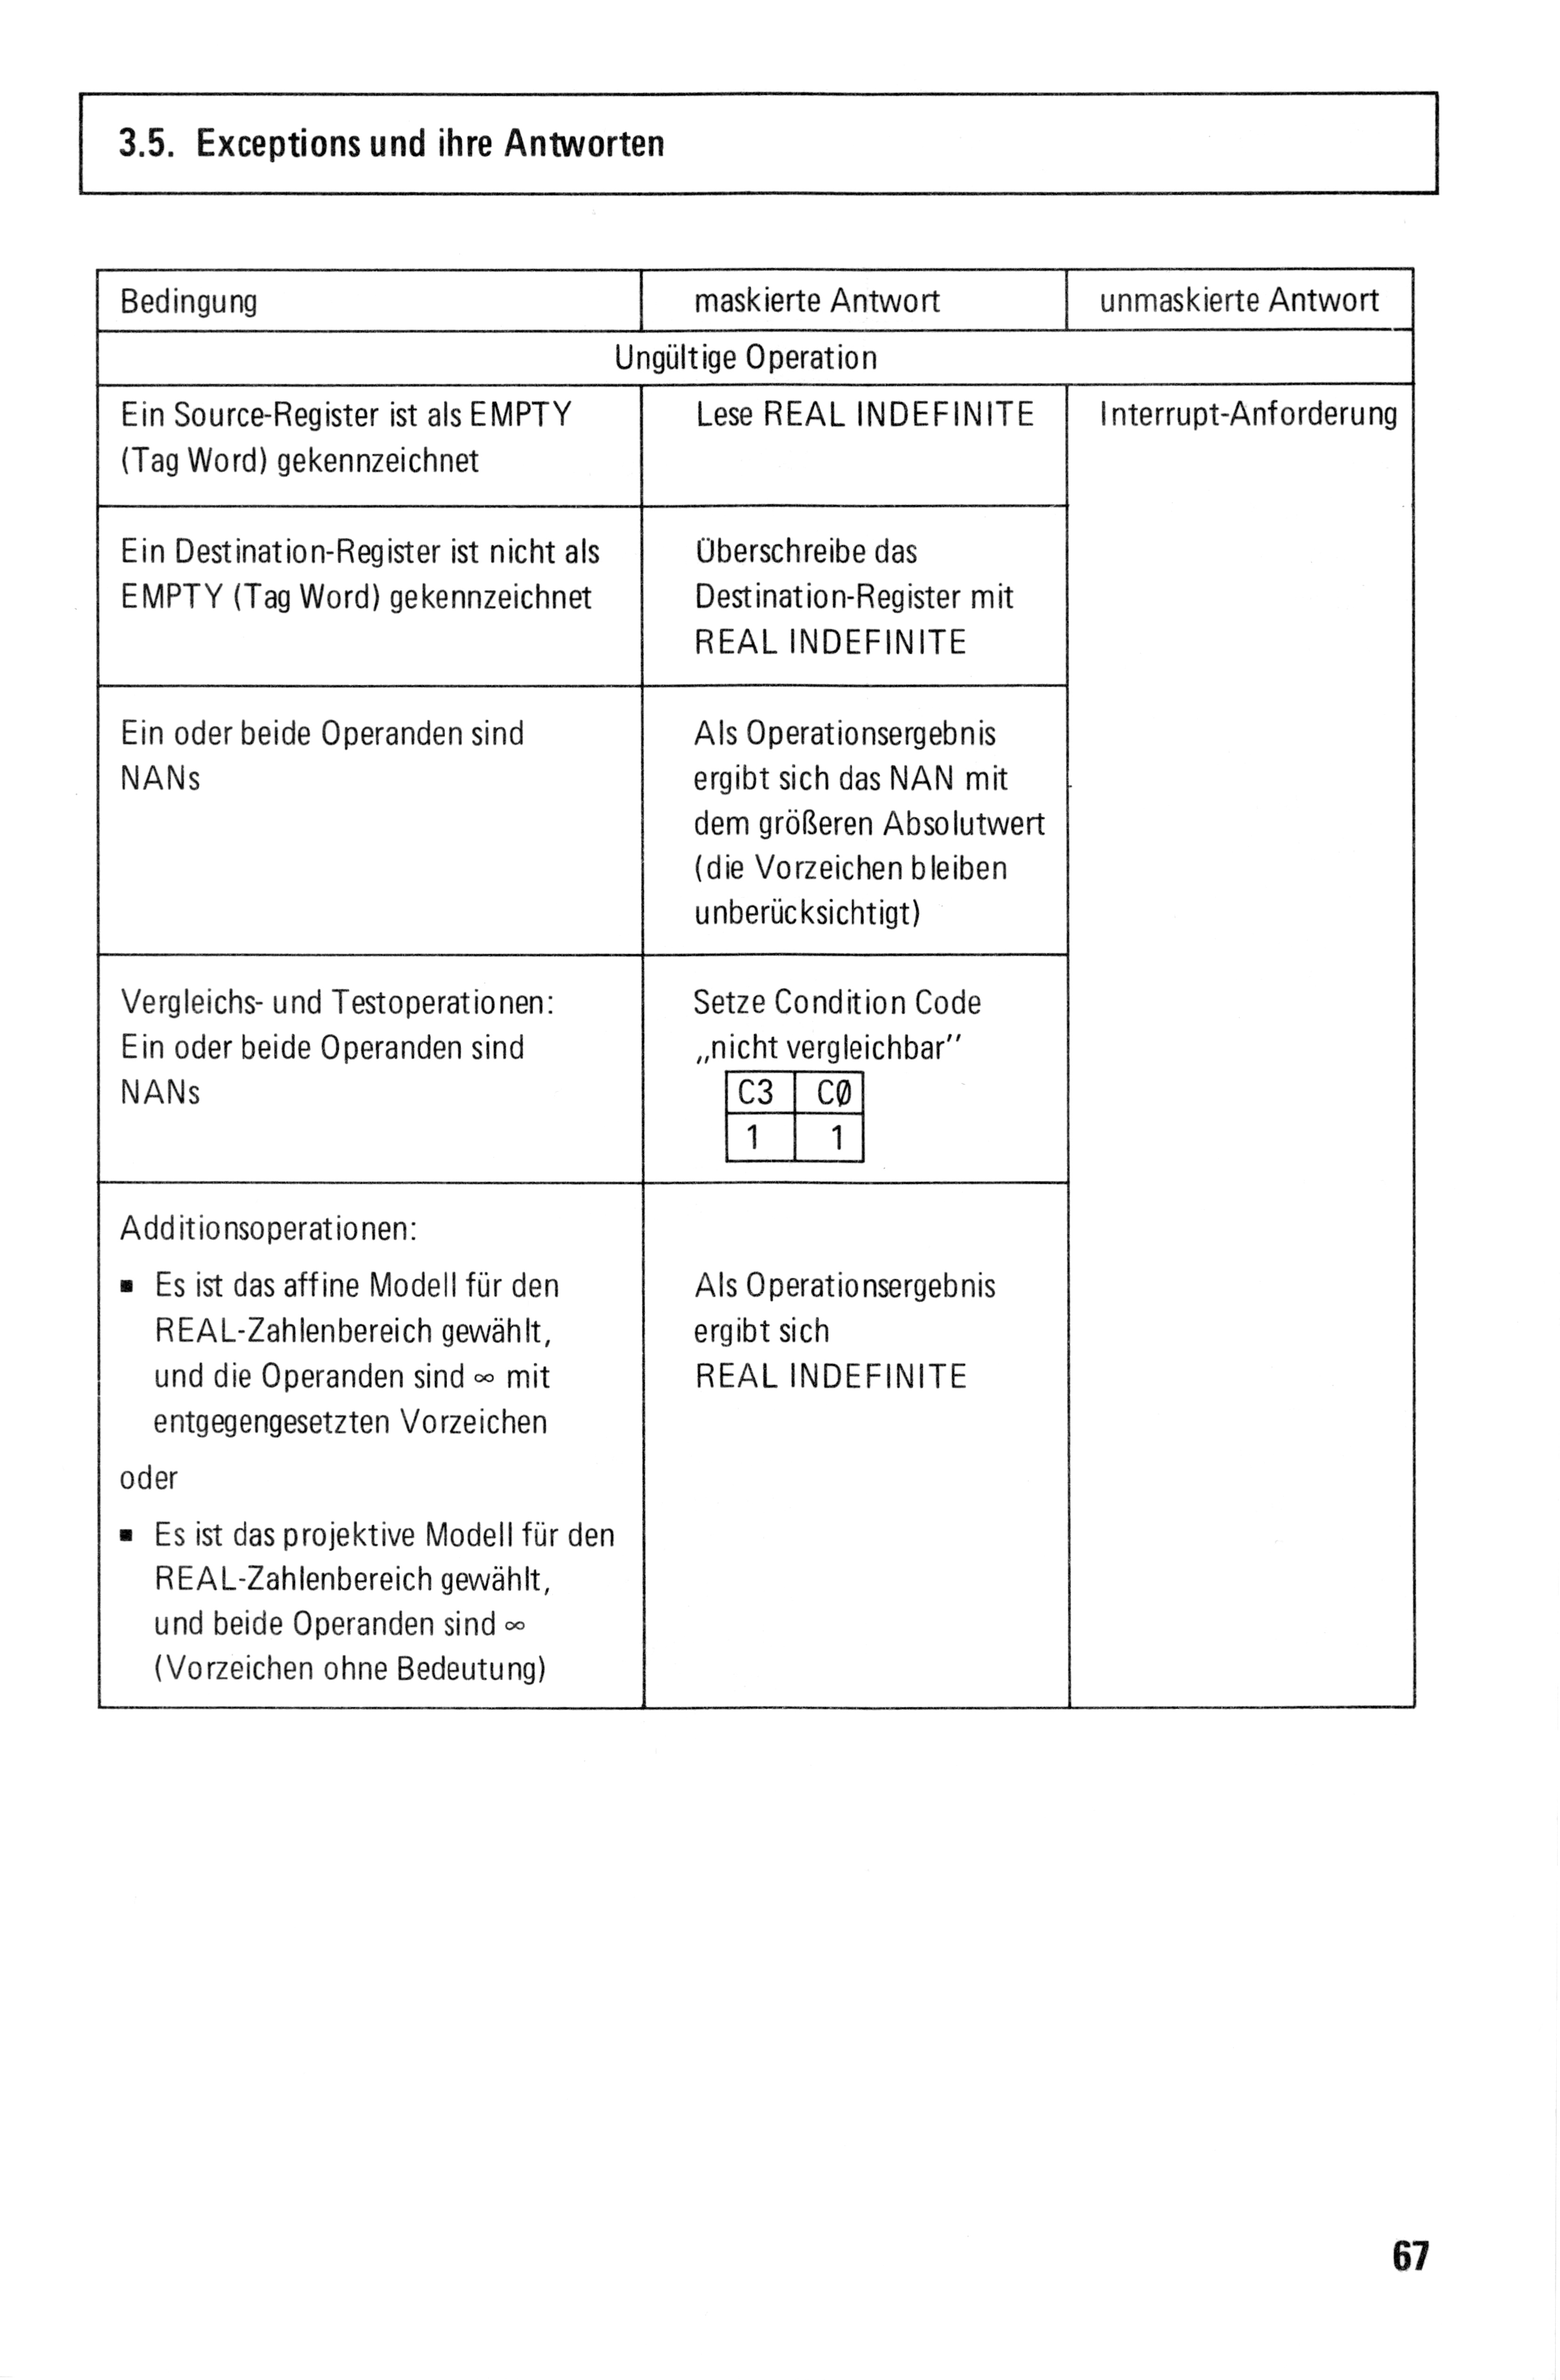 3.5. Exceptions und ihre Antworten
Bedingung maskierte Antwort unmaskierte Antwort
Ungültige Operation
Ein Source-Register ist als EMPTY Lese REAL INDEFINITE Interrupt-Anforderung
(Tag Word) gekennzeichnet
Ein Destination-Register ist nicht als Überschreibe das
EMPTY (Tag Word) gekennzeichnet Destination-Register mit
REAL INDEFINITE
Ein oder beide Operanden sind Als Operationsergebnis
NANs ergibt sich das NAN mit
dem größeren Absolutwert
(die Vorzeichen bleiben
unberücksichtigt)
Vergleichs- und Testoperationen: Setze Condition Code
Ein oder beide Operanden sind „nicht vergleichbar”
NANs C3 CØ
1 1
Additionsoperationen:
▪ Es ist das affine Modell für den Als Operationsergebnis
REAL-Zahlenbereich gewählt, ergibt sich
und die Operanden sind ∞ mit REAL INDEFINITE
entgegengesetzten Vorzeichen
oder
▪ Es ist das projektive Modell für den
REAL-Zahlenbereich gewählt,
und beide Operanden sind ∞
(Vorzeichen ohne Bedeutung)
67